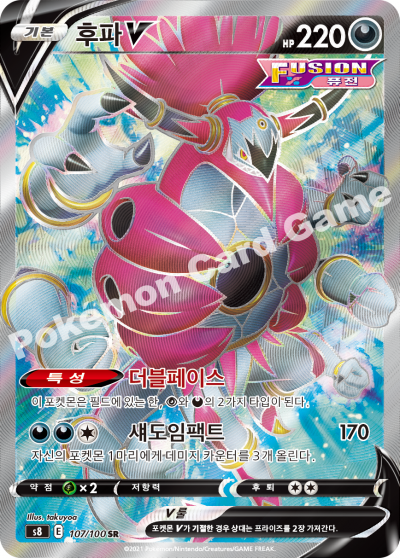 기본 후파 V HP 220
FUSION
퓨전
Pokémon Card Game
특성 더블페이스
이 포켓몬은 필드에 있는 한, 와 의 2가지 타입이 된다.
섀도임팩트 170
자신의 포켓몬 1마리에게 데미지 카운터를 3개 올린다.
약점 ×2 저항력 후퇴
V룰
포켓몬 V가 기절한 경우 상대는 프라이즈를 2장 가져간다.
Illus. takuyoa
s8 E 107/100 SR
©2021 Pokémon/Nintendo/Creatures/GAME FREAK.